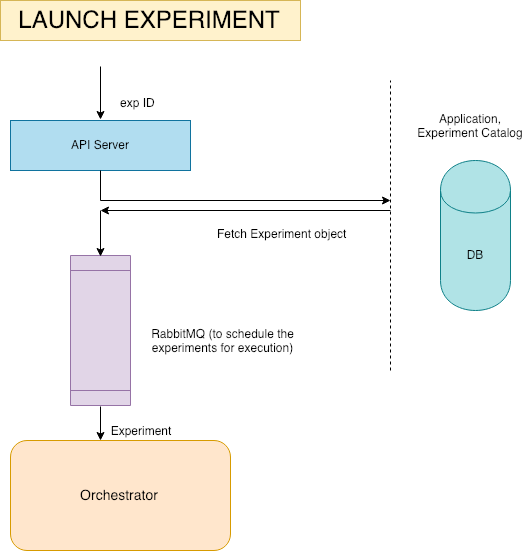 LAUNCH EXPERIMENT
exp ID
API Server
Application,
Experiment Catalog
Fetch Experiment object
DB
RabbitMQ (to schedule the
experiments for execution)
Experiment
Orchestrator